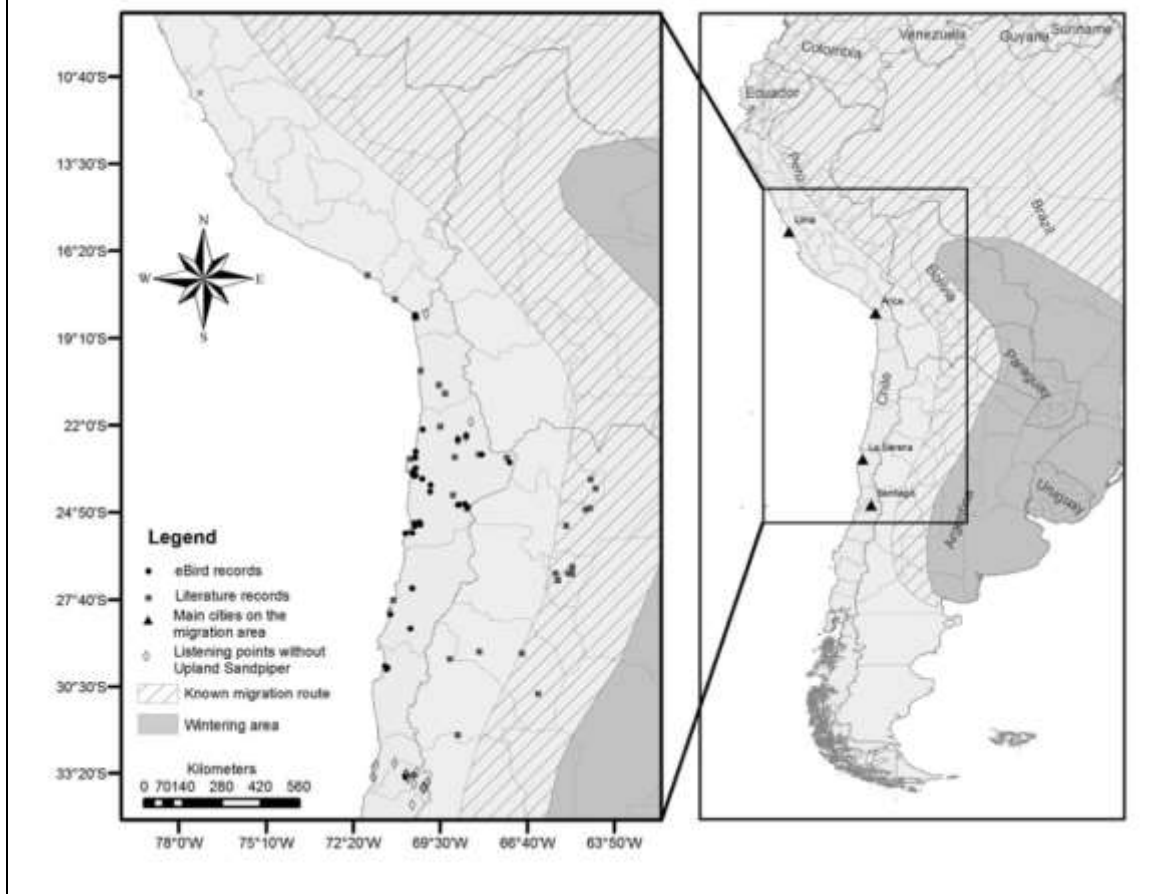 10°40'S
13°30'S
16°20'S
19°10'S
22°0'S
24°50'S
27°40'S
30°30'S
33°20'S
N
W E
S
Legend
eBird records
Literature records
Main cities on the
migration area
Listening points without
Upland Sandpiper
Known migration route
Wintering area
Kilometers
0 70140 280 420 560
78°0'W 75°10'W 72°20'W 69°30'W 66°40'W 63°50'W
Colombia
Venezuela
Guyana
Suriname
Ecuador
Peru
Brazil
Lima
Bolivia
Arica
Paraguay
Chile
La Serena
Santiago
Uruguay
Argentina